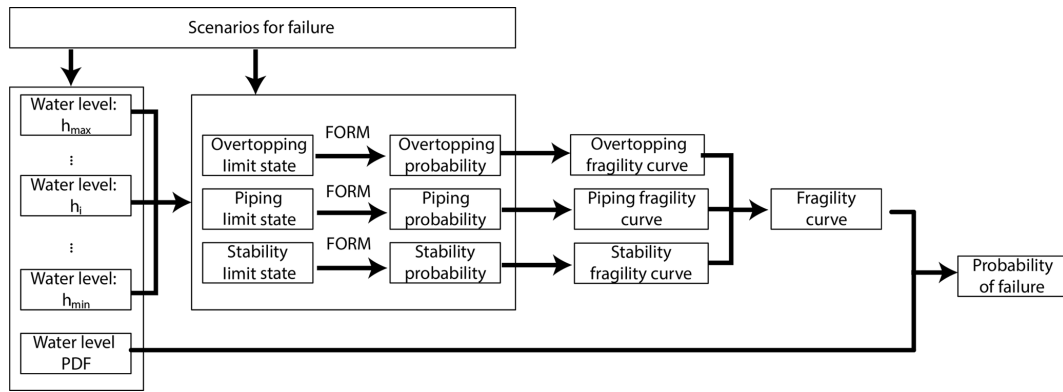 Scenarios for failure
Water level:
hmax
...
Water level:
hi
...
Water level:
hmin
Water level
PDF
Overtopping
limit state
FORM
Overtopping
probability
Overtopping
fragility curve
Piping
limit state
FORM
Piping
probability
Piping fragility
curve
Stability
limit state
FORM
Stability
probability
Stability
fragility curve
Fragility
curve
Probability
of failure